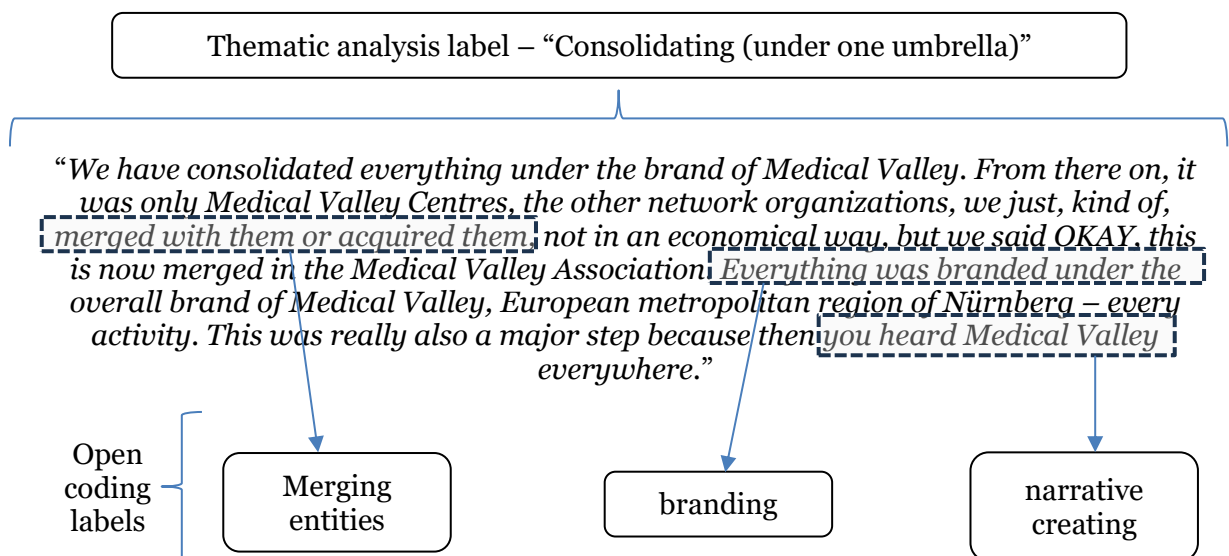 Thematic analysis label – “Consolidating (under one umbrella)”
“We have consolidated everything under the brand of Medical Valley. From there on, it
was only Medical Valley Centres, the other network organizations, we just, kind of,
merged with them or acquired them, not in an economical way, but we said OKAY, this
is now merged in the Medical Valley Association. Everything was branded under the
overall brand of Medical Valley, European metropolitan region of Nürnberg – every
activity. This was really also a major step because then you heard Medical Valley
everywhere.”
Open
coding
labels
Merging
entities
branding
narrative
creating